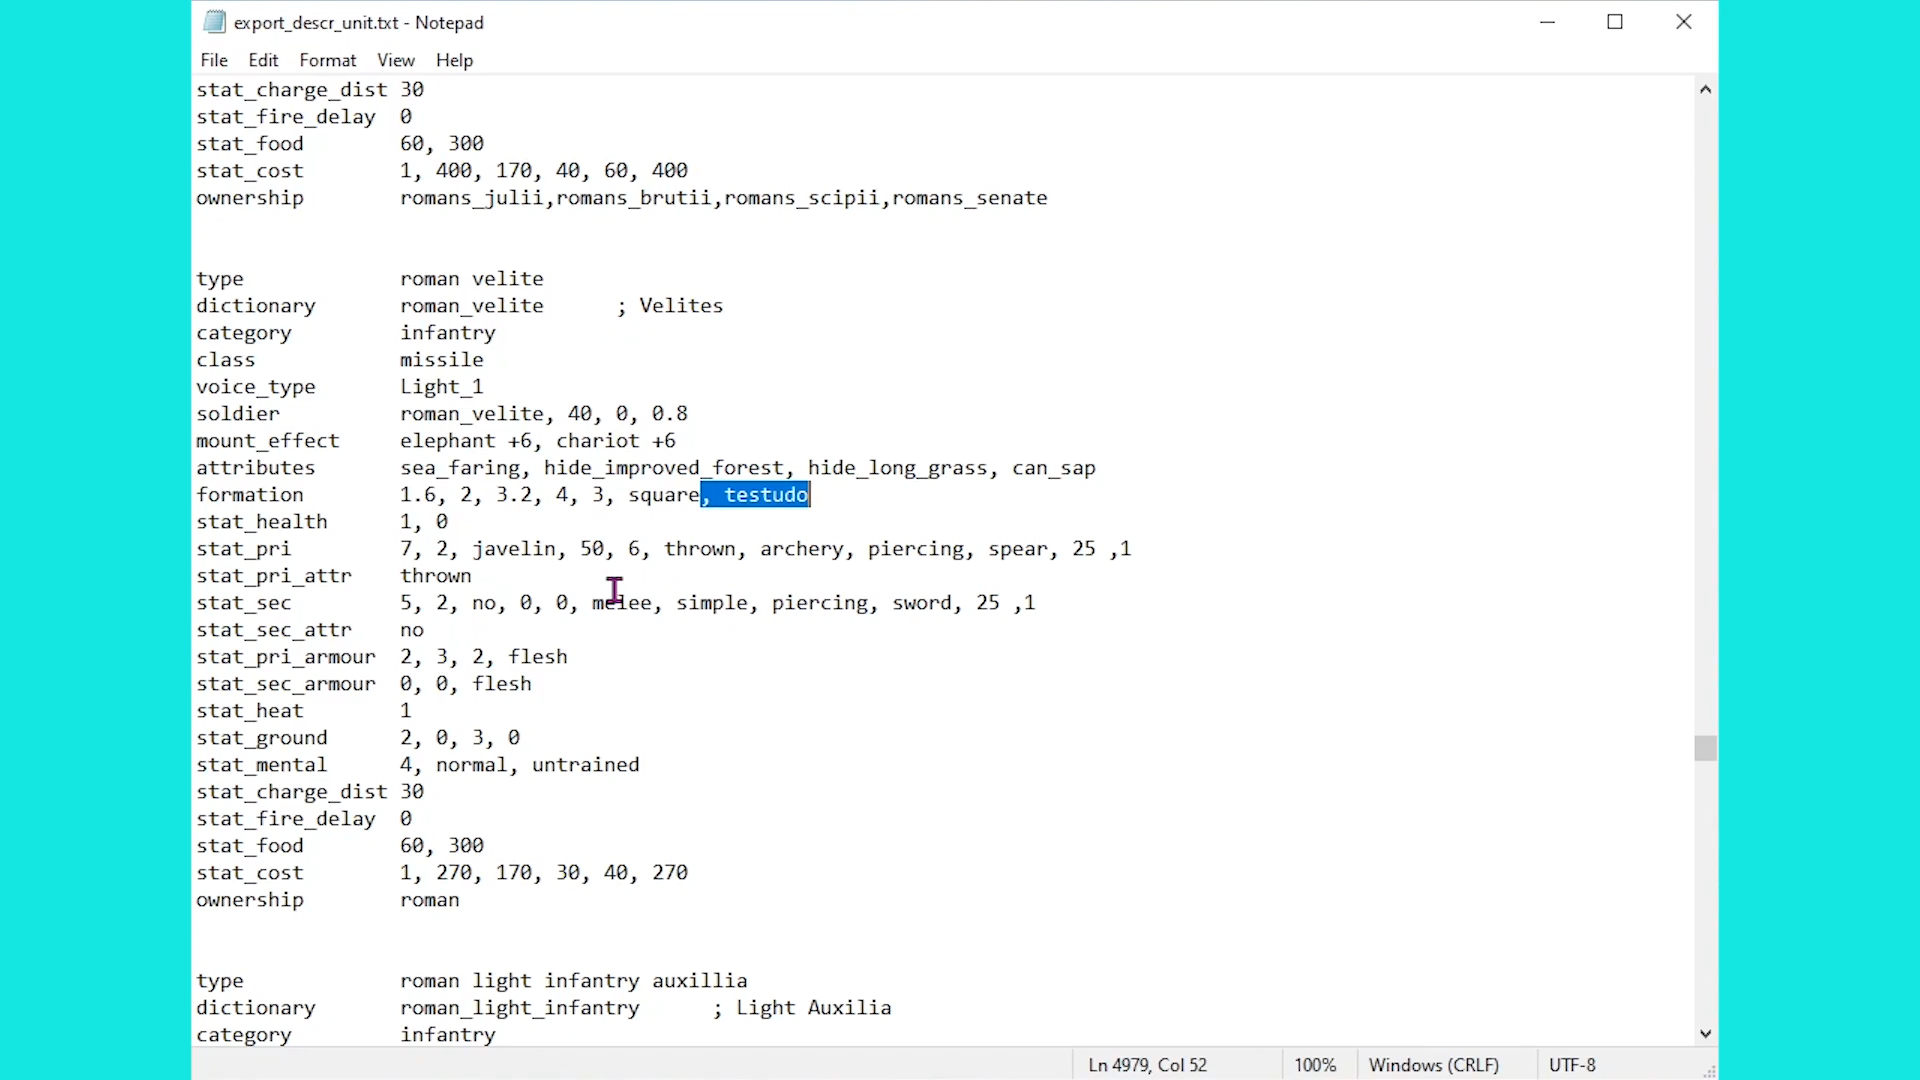 export_descr_unit.txt - Notepad
File Edit Format View Help
stat_charge_dist 30
stat_fire_delay 0
stat_food 60, 300
stat_cost 1, 400, 170, 40, 60, 400
ownership romans_julii,romans_brutii,romans_scipii,romans_senate
type roman velite
dictionary roman_velite ; Velites
category infantry
class missile
voice_type Light_1
soldier roman_velite, 40, 0, 0.8
mount_effect elephant +6, chariot +6
attributes sea_faring, hide_improved_forest, hide_long_grass, can_sap
formation 1.6, 2, 3.2, 4, 3, square, testudo
stat_health 1, 0
stat_pri 7, 2, javelin, 50, 6, thrown, archery, piercing, spear, 25 ,1
stat_pri_attr thrown
stat_sec 5, 2, no, 0, 0, melee, simple, piercing, sword, 25 ,1
stat_sec_attr no
stat_pri_armour 2, 3, 2, flesh
stat_sec_armour 0, 0, flesh
stat_heat 1
stat_ground 2, 0, 3, 0
stat_mental 4, normal, untrained
stat_charge_dist 30
stat_fire_delay 0
stat_food 60, 300
stat_cost 1, 270, 170, 30, 40, 270
ownership roman
type roman light infantry auxillia
dictionary roman_light_infantry ; Light Auxilia
category infantry
Ln 4979, Col 52 100% Windows (CRLF) UTF-8